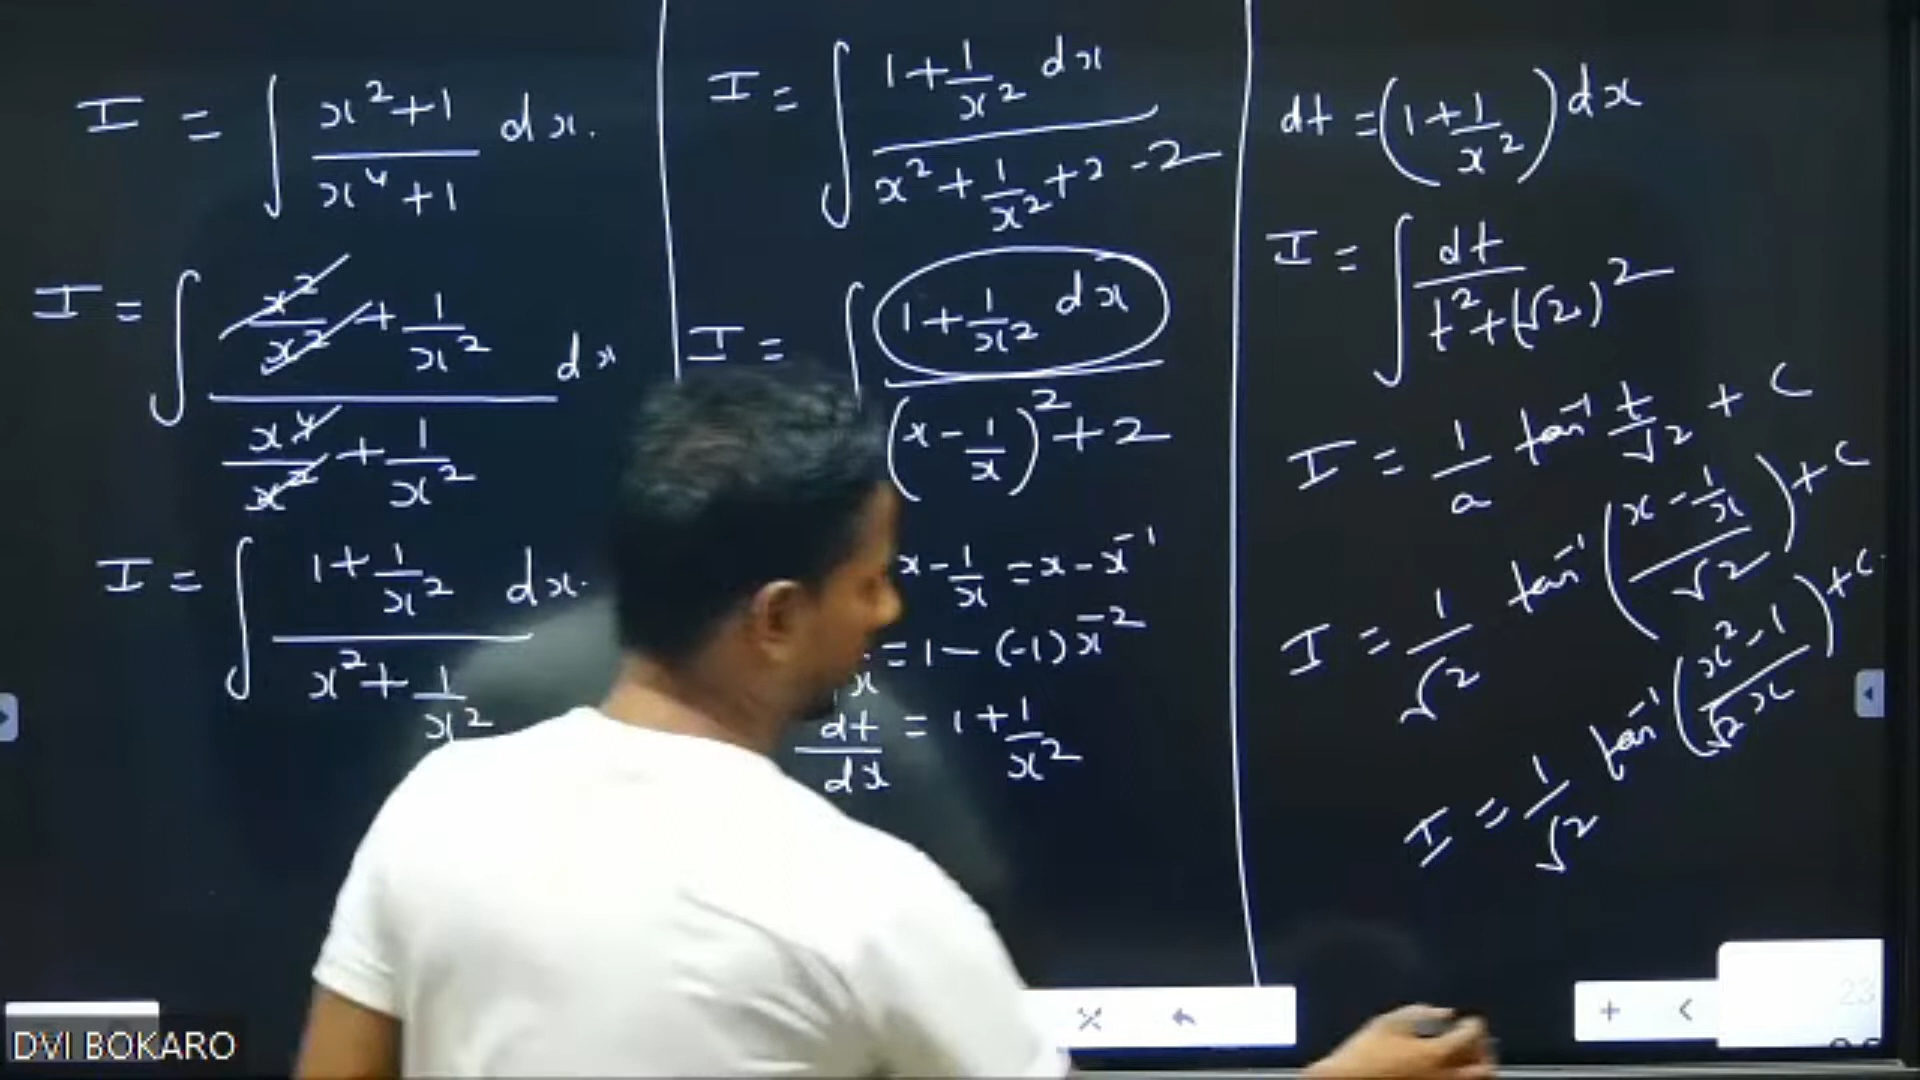 I = ∫ (x² + 1)/(x⁴ + 1) dx.
I = ∫ (x²/x² + 1/x²)/(x⁴/x² + 1/x²) dx
I = ∫ (1 + 1/x²)/(x² + 1/x²) dx.
I = ∫ (1 + 1/x² dx)/(x² + 1/x² + 2 - 2
I = ∫ (1 + 1/x² dx)/((x - 1/x)² + 2)
x - 1/x = x - x⁻¹
= 1 - (-1) x⁻²
dt/dx = 1 + 1/x²
dt = (1 + 1/x²) dx
I = ∫ dt/(t² + (√2)²)
I = 1/a tan⁻¹ t/√2 + C
I = 1/√2 tan⁻¹ ((x - 1/x)/√2) + C
I = 1/√2 tan⁻¹ ((x² - 1)/(√2 x)) + C.
DVI BOKARO
+ <
23